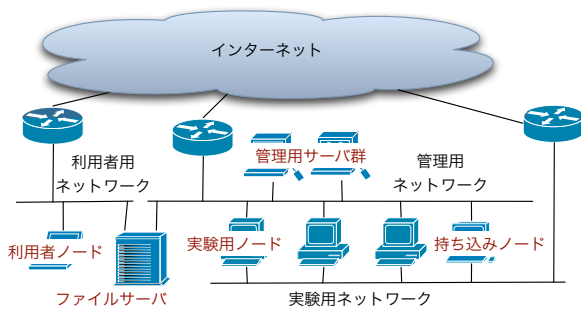 インターネット
利用者用
ネットワーク
管理用サーバ群
管理用
ネットワーク
利用者ノード
実験用ノード
持ち込みノード
ファイルサーバ
実験用ネットワーク